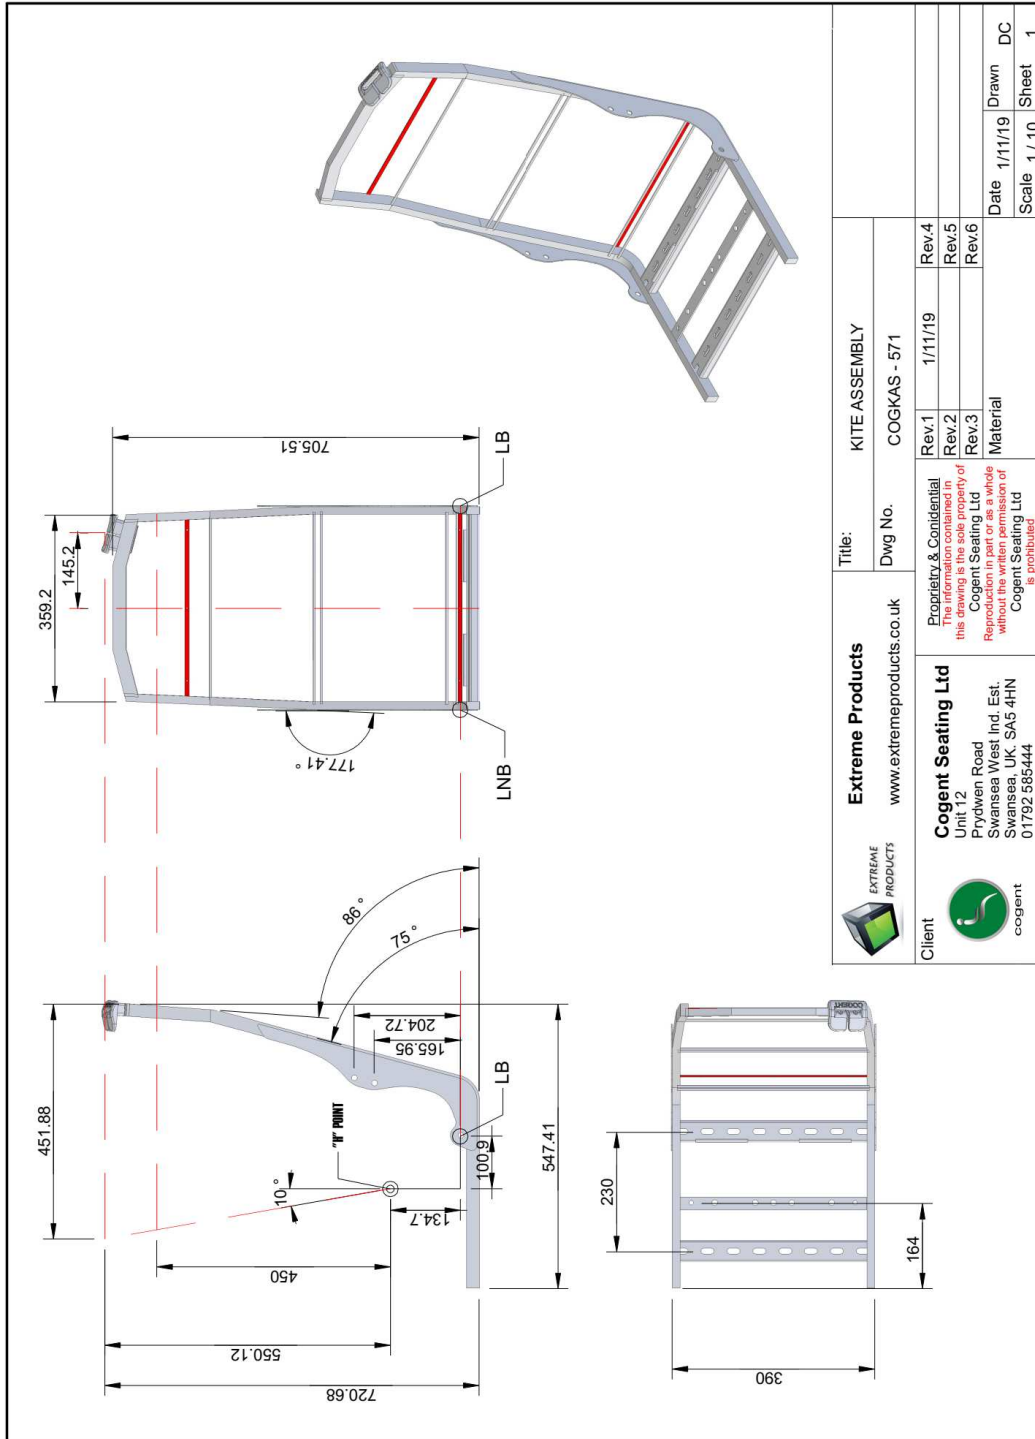 359.2
145.2
705.51
LB
LNB
177.41 °
451.88
"H" POINT
10 °
134.7
450
550.12
720.68
86 °
75 °
204.72
165.95
LB
100.9
547.41
230
164
390
COGENT
EXTREME
PRODUCTS
Extreme Products
www.extremeproducts.co.uk
Title:
KITE ASSEMBLY
Dwg No.
COGKAS - 571
Client
cogent
Cogent Seating Ltd
Unit 12
Prydwen Road
Swansea West Ind. Est.
Swansea, UK. SA5 4HN
01792 585444
Proprietry & Conidential
The information contained in
this drawing is the sole property of
Cogent Seating Ltd
Reproduction in part or as a whole
without the written permission of
Cogent Seating Ltd
is prohibuted
Rev.1 1/11/19 Rev.4
Rev.2 Rev.5
Rev.3 Rev.6
Material
Date 1/11/19 Drawn DC
Scale 1 / 10 Sheet 1